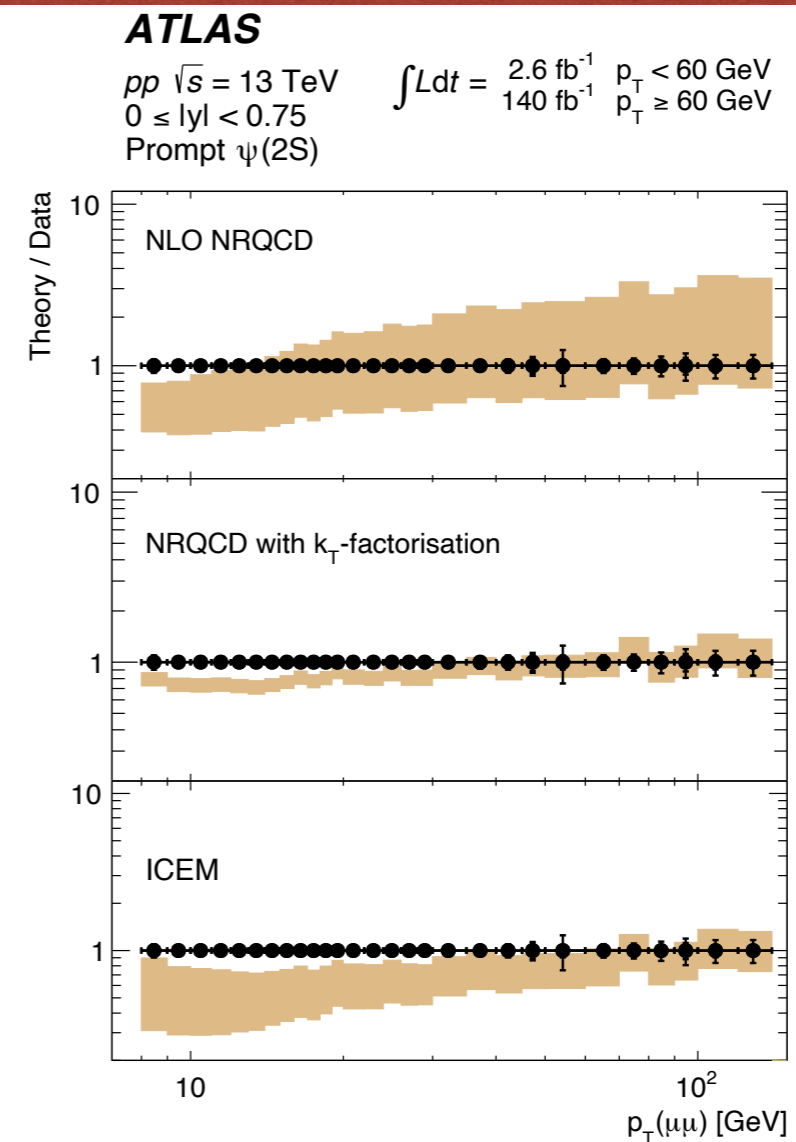 ATLAS
pp √s = 13 TeV
0 ≤ |y| < 0.75
Prompt ψ(2S)
∫Ldt = 2.6 fb⁻¹ p_T < 60 GeV
140 fb⁻¹ p_T ≥ 60 GeV
Theory / Data
10
NLO NRQCD
1
10
NRQCD with k_T-factorisation
1
10
ICEM
1
10 10²
p_T(μμ) [GeV]